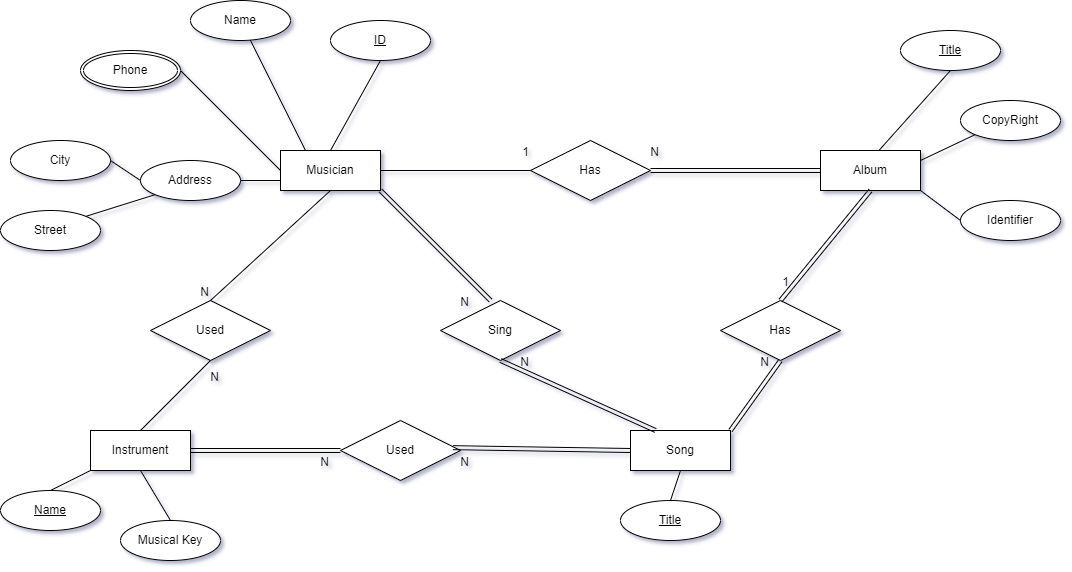 Name
ID
Title
Phone
CopyRight
City
1
N
Musician
Has
Album
Address
Street
Identifier
1
N
N
Used
Sing
Has
N
N
N
Instrument
Used
Song
N
N
Name
Title
Musical Key